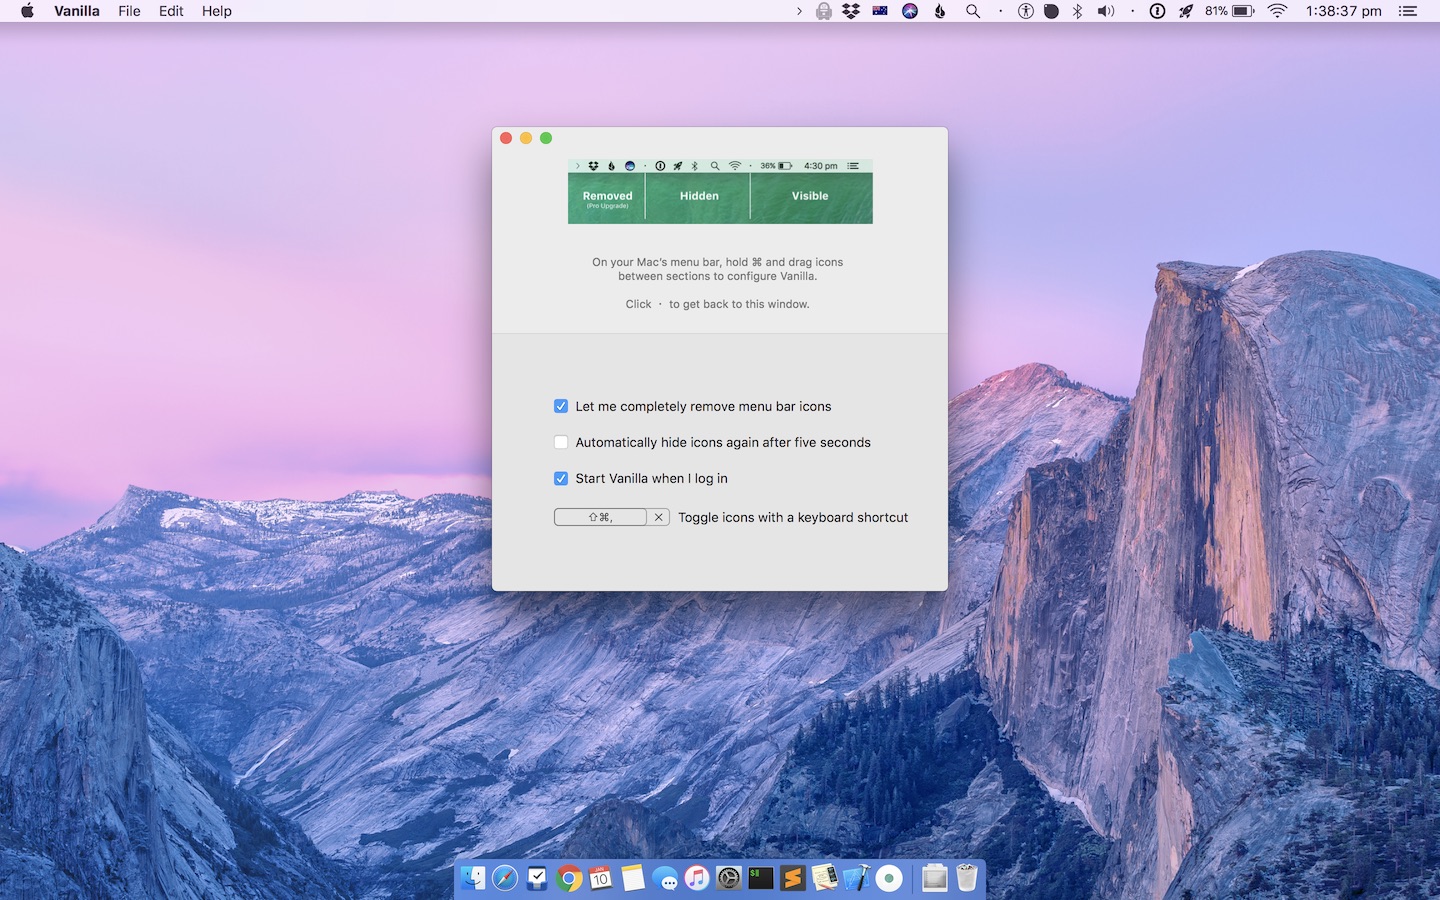 Vanilla File Edit Help
81% 1:38:37 pm
36% 4:30 pm
Removed Hidden Visible
(Pro Upgrade)
On your Mac's menu bar, hold ⌘ and drag icons
between sections to configure Vanilla.
Click · to get back to this window.
Let me completely remove menu bar icons
Automatically hide icons again after five seconds
Start Vanilla when I log in
⇧⌘, Toggle icons with a keyboard shortcut
JAN
10
$